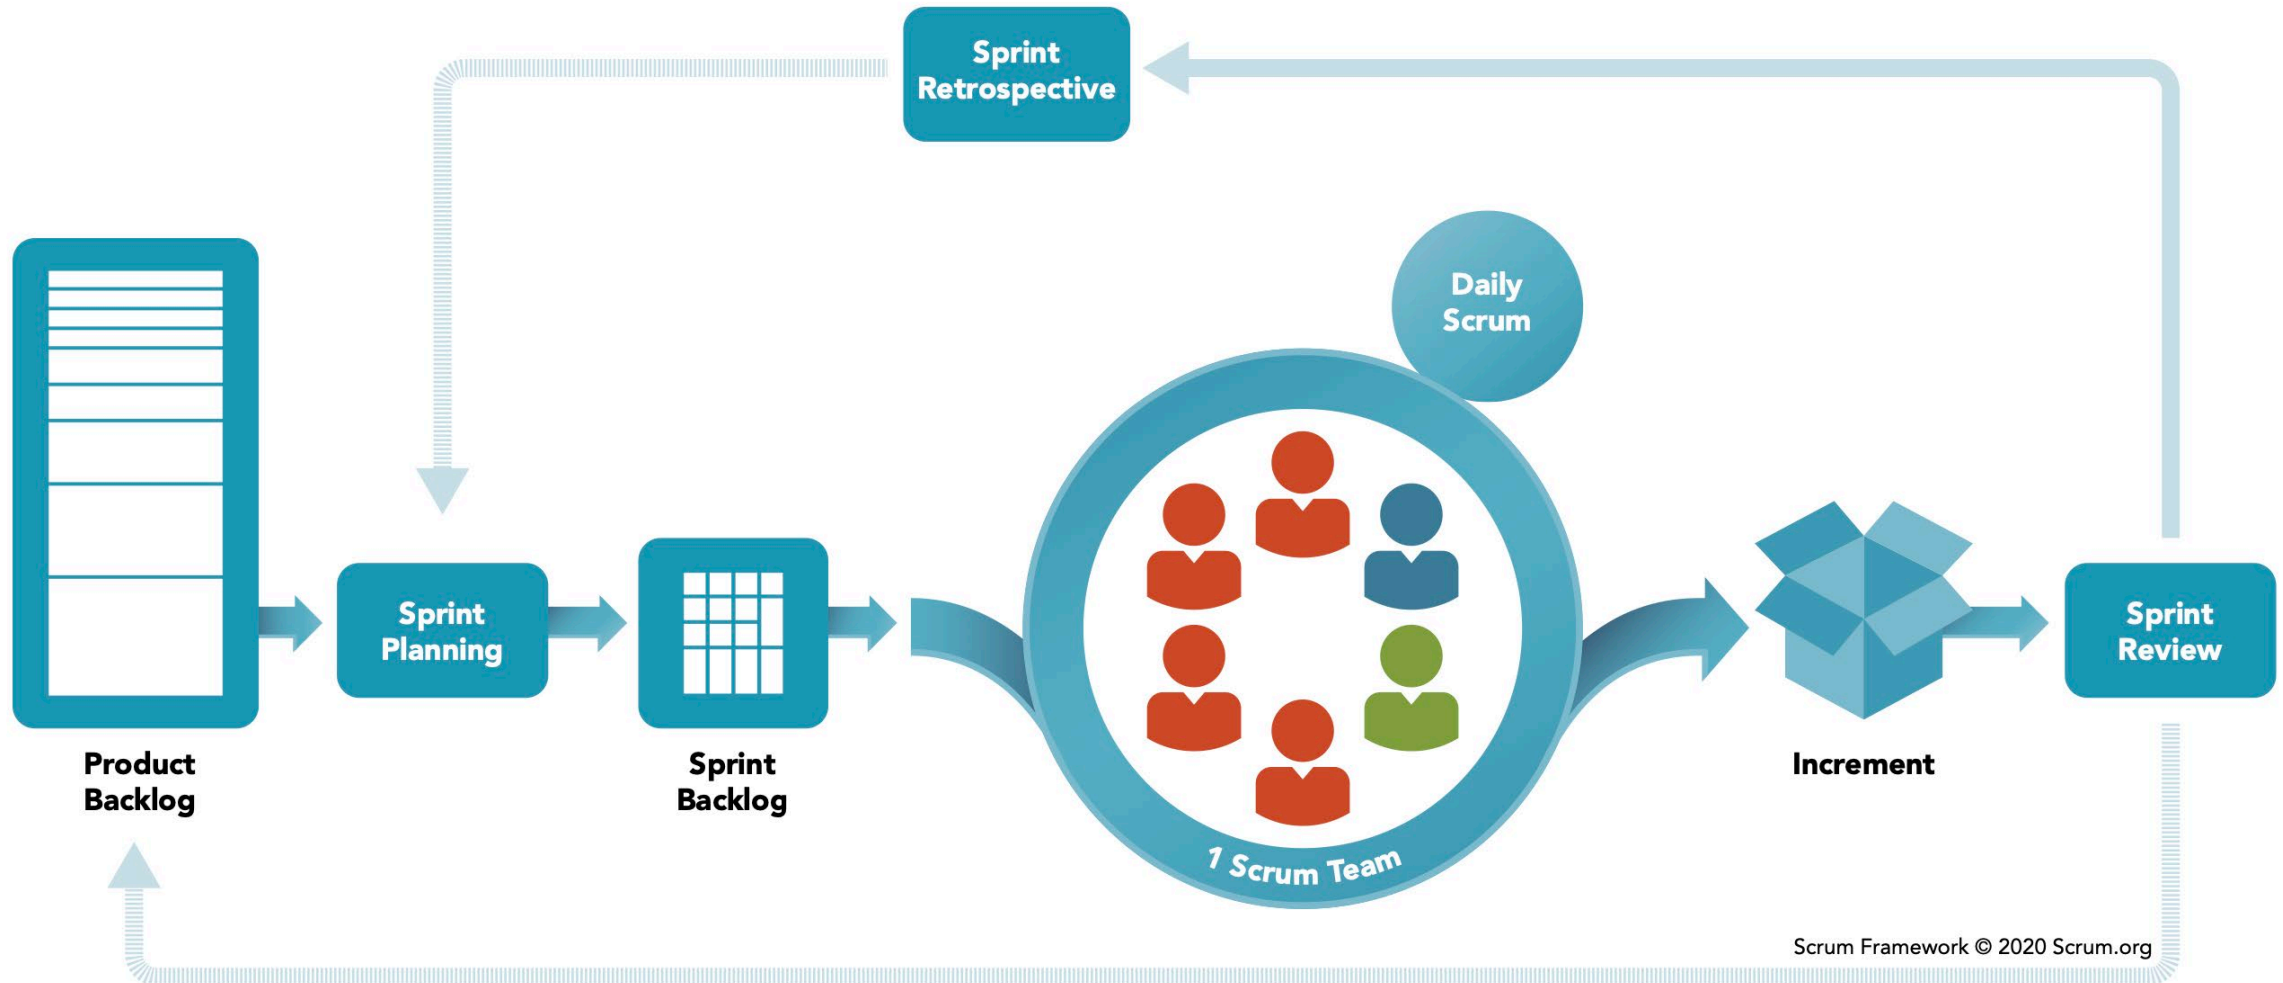 Sprint
Retrospective
Daily
Scrum
Sprint
Planning
Sprint
Review
Product
Backlog
Sprint
Backlog
Increment
1 Scrum Team
Scrum Framework © 2020 Scrum.org